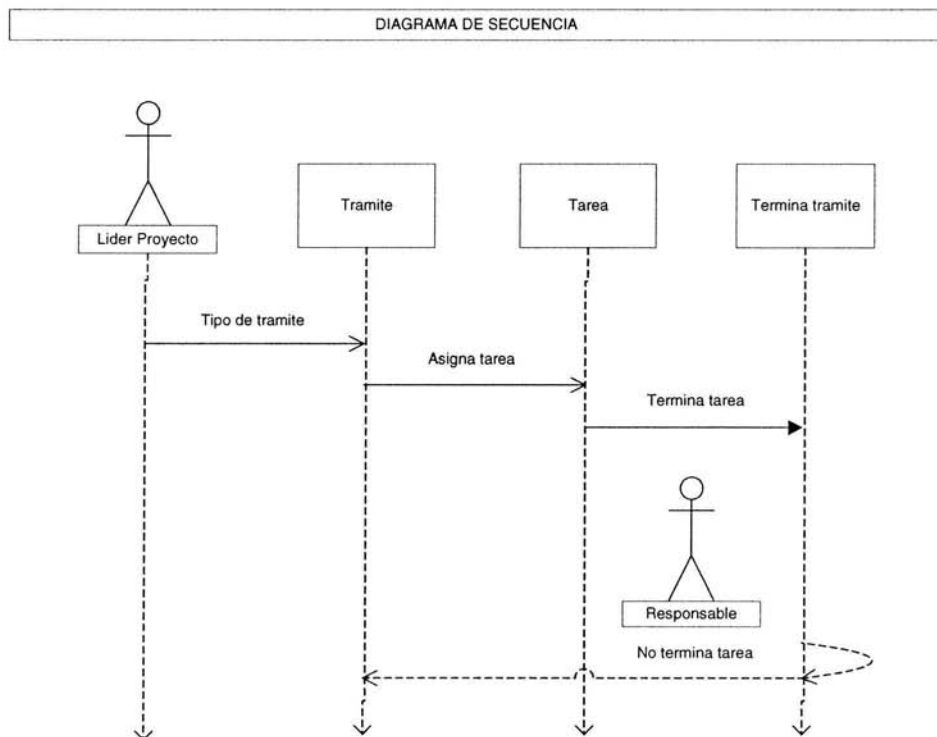 DIAGRAMA DE SECUENCIA
Lider Proyecto
Tramite
Tarea
Termina tramite
Tipo de tramite
Asigna tarea
Termina tarea
Responsable
No termina tarea